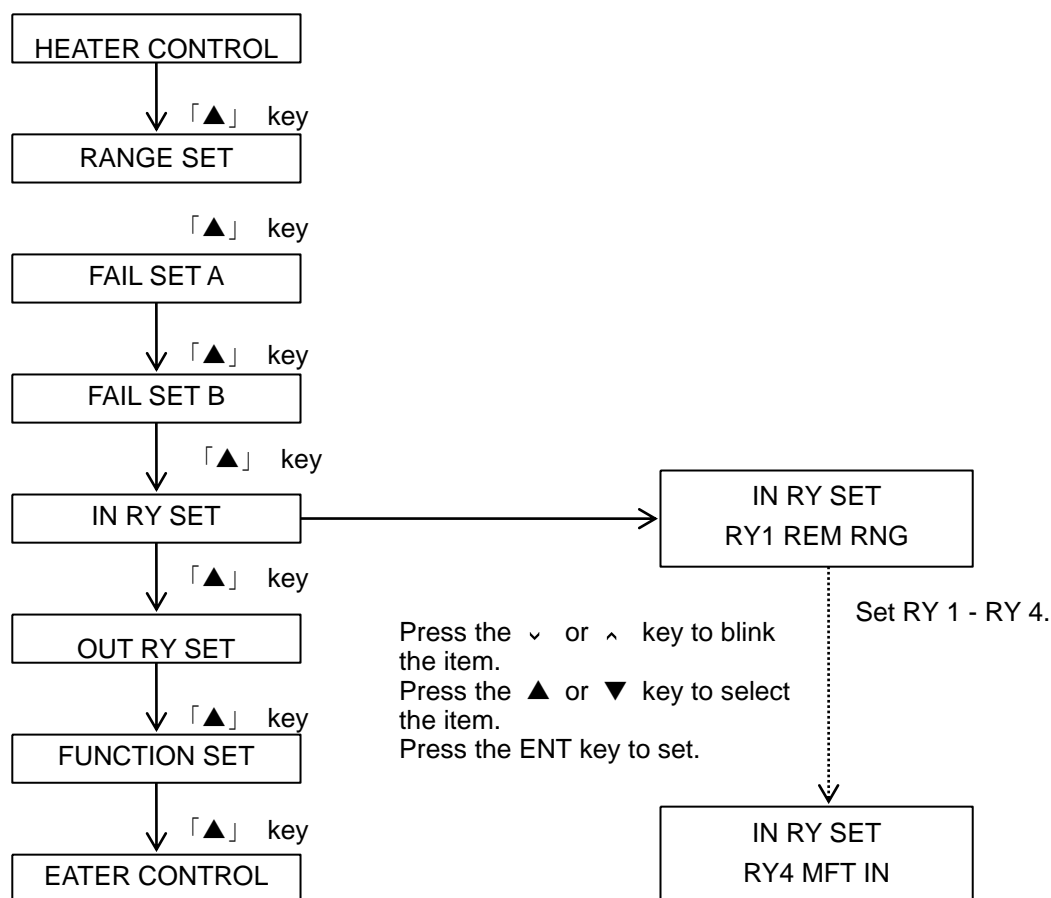 HEATER CONTROL
「▲」 key
RANGE SET
「▲」 key
FAIL SET A
「▲」 key
FAIL SET B
「▲」 key
IN RY SET
「▲」 key
OUT RY SET
「▲」 key
FUNCTION SET
「▲」 key
EATER CONTROL
IN RY SET
RY1 REM RNG
Set RY 1 - RY 4.
Press the ⌄ or ⌃ key to blink
the item.
Press the ▲ or ▼ key to select
the item.
Press the ENT key to set.
IN RY SET
RY4 MFT IN